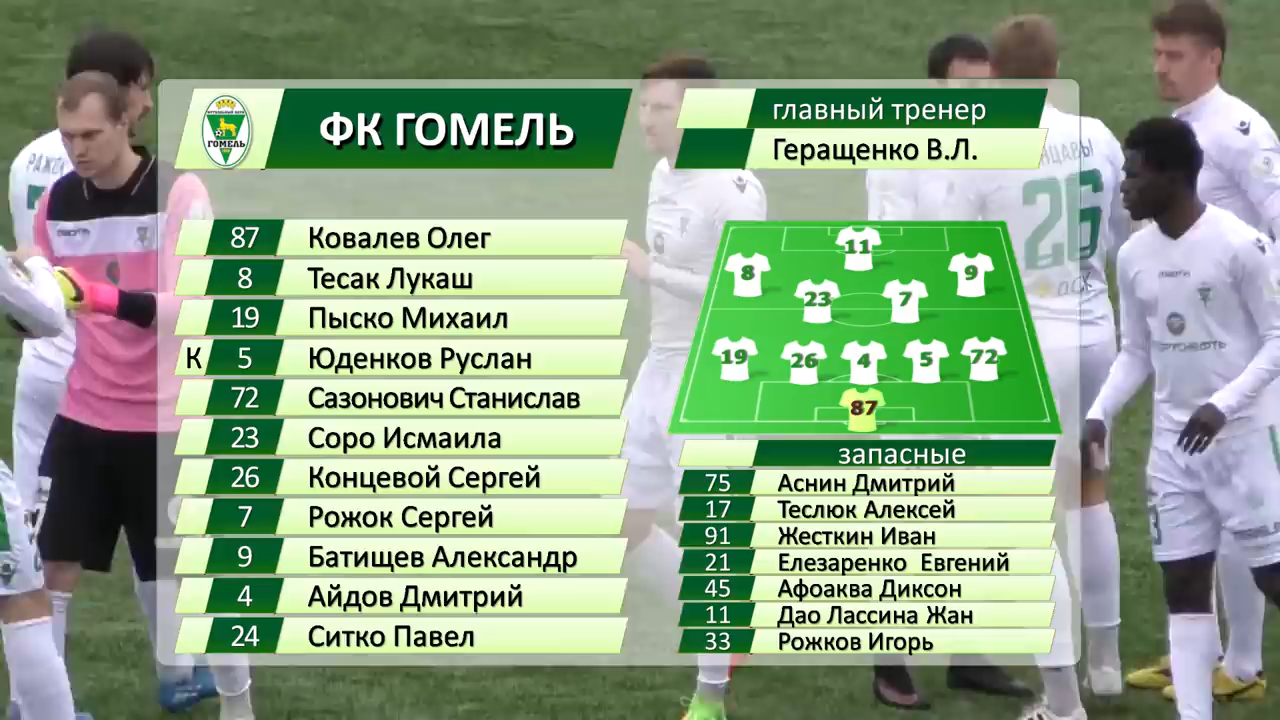 ФК ГОМЕЛЬ
ГОМЕЛЬ
главный тренер
Геращенко В.Л.
87 Ковалев Олег
8 Тесак Лукаш
19 Пыско Михаил
К 5 Юденков Руслан
72 Сазонович Станислав
23 Соро Исмаила
26 Концевой Сергей
7 Рожок Сергей
9 Батищев Александр
4 Айдов Дмитрий
24 Ситко Павел
11
8 9
23 7
19 26 4 5 72
87
запасные
75 Аснин Дмитрий
17 Теслюк Алексей
91 Жесткин Иван
21 Елезаренко Евгений
45 Афоаква Диксон
11 Дао Лассина Жан
33 Рожков Игорь
26